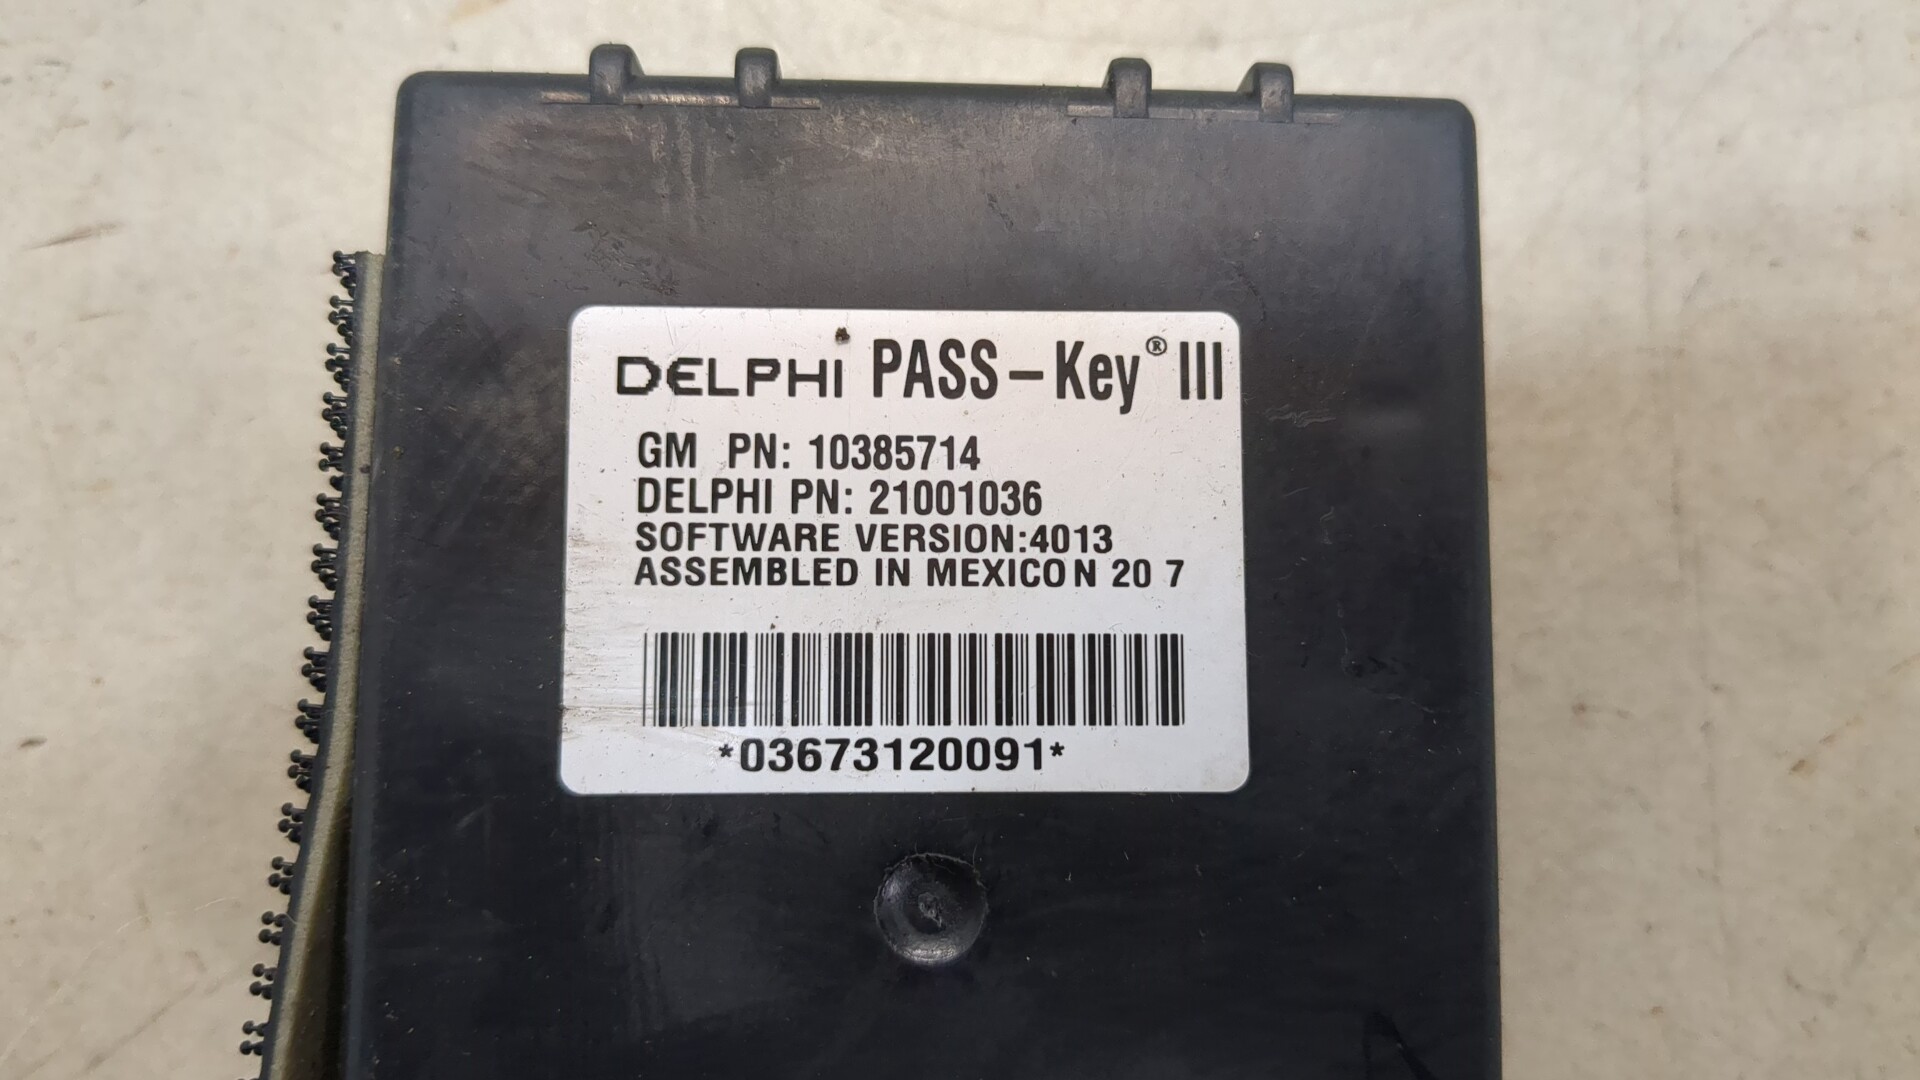 DELPHI PASS-Key® III
GM PN: 10385714
DELPHI PN: 21001036
SOFTWARE VERSION:4013
ASSEMBLED IN MEXICO N 20 7
*03673120091*